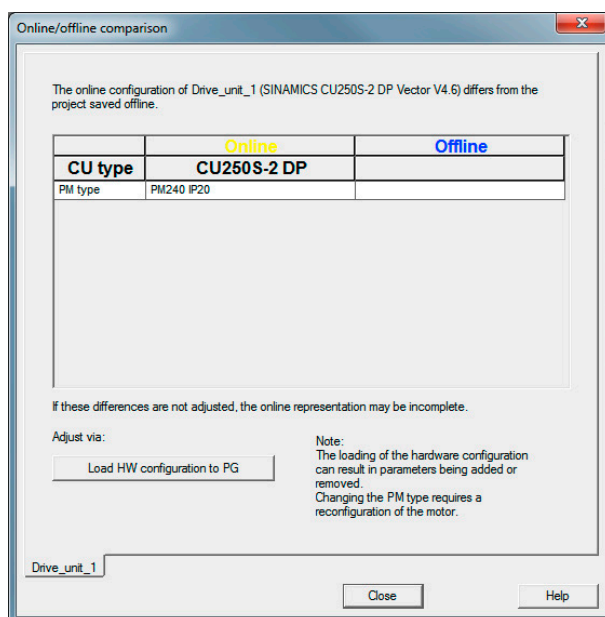 Online/offline comparison
The online configuration of Drive_unit_1 (SINAMICS CU250S-2 DP Vector V4.6) differs from the
project saved offline.
Online Offline
CU type CU250S-2 DP
PM type PM240 IP20
If these differences are not adjusted, the online representation may be incomplete.
Adjust via:
Load HW configuration to PG
Note:
The loading of the hardware configuration
can result in parameters being added or
removed.
Changing the PM type requires a
reconfiguration of the motor.
Drive_unit_1
Close Help